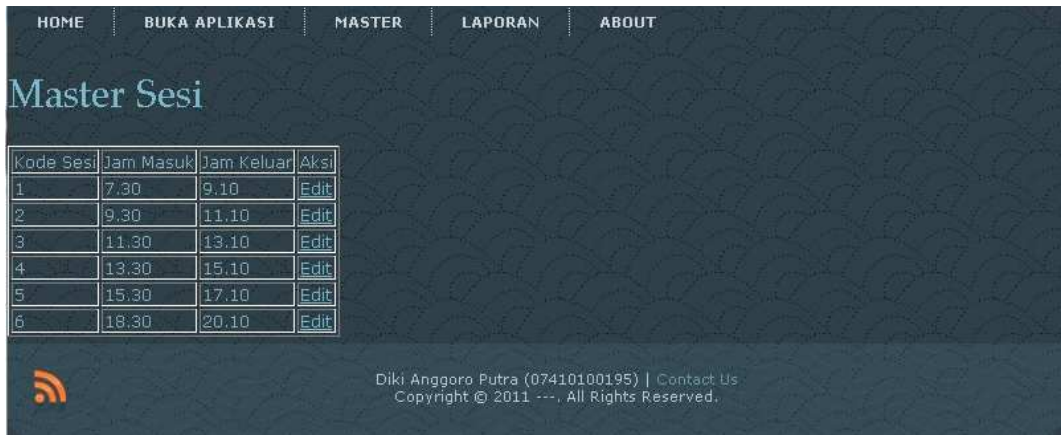 HOME BUKA APLIKASI MASTER LAPORAN ABOUT
Master Sesi
Kode Sesi Jam Masuk Jam Keluar Aksi
1 7.30 9.10 Edit
2 9.30 11.10 Edit
3 11.30 13.10 Edit
4 13.30 15.10 Edit
5 15.30 17.10 Edit
6 18.30 20.10 Edit
Diki Anggoro Putra (07410100195) | Contact Us
Copyright © 2011 ---. All Rights Reserved.